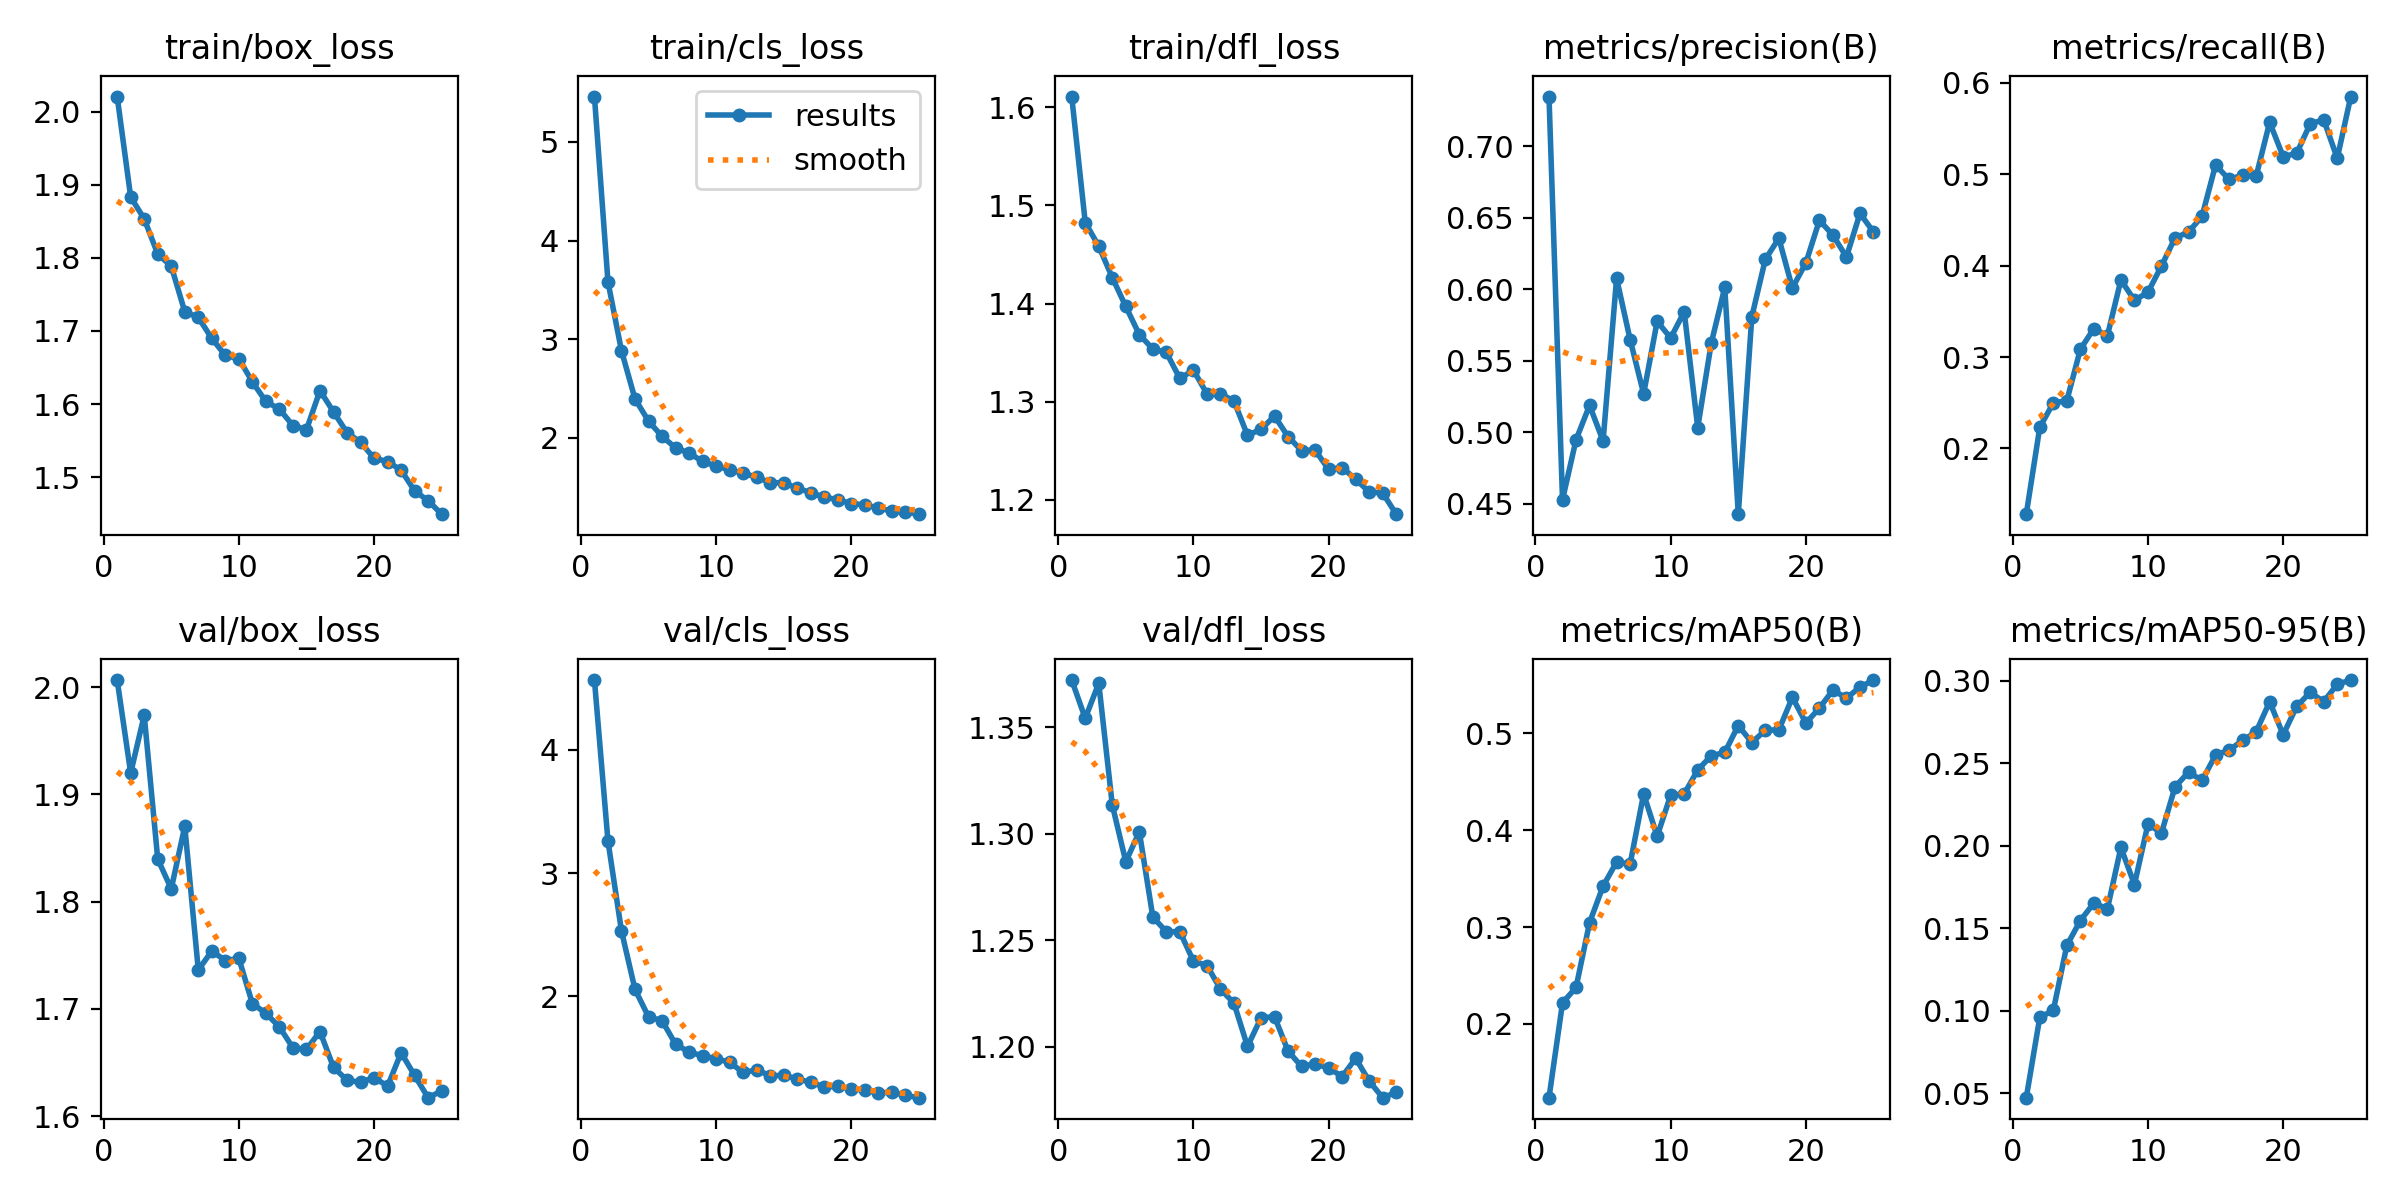 train/box_loss
2.0
1.9
1.8
1.7
1.6
1.5
0 10 20
train/cls_loss
results
smooth
5
4
3
2
0 10 20
train/dfl_loss
1.6
1.5
1.4
1.3
1.2
0 10 20
metrics/precision(B)
0.70
0.65
0.60
0.55
0.50
0.45
0 10 20
metrics/recall(B)
0.6
0.5
0.4
0.3
0.2
0 10 20
val/box_loss
2.0
1.9
1.8
1.7
1.6
0 10 20
val/cls_loss
4
3
2
0 10 20
val/dfl_loss
1.35
1.30
1.25
1.20
0 10 20
metrics/mAP50(B)
0.5
0.4
0.3
0.2
0 10 20
metrics/mAP50-95(B)
0.30
0.25
0.20
0.15
0.10
0.05
0 10 20